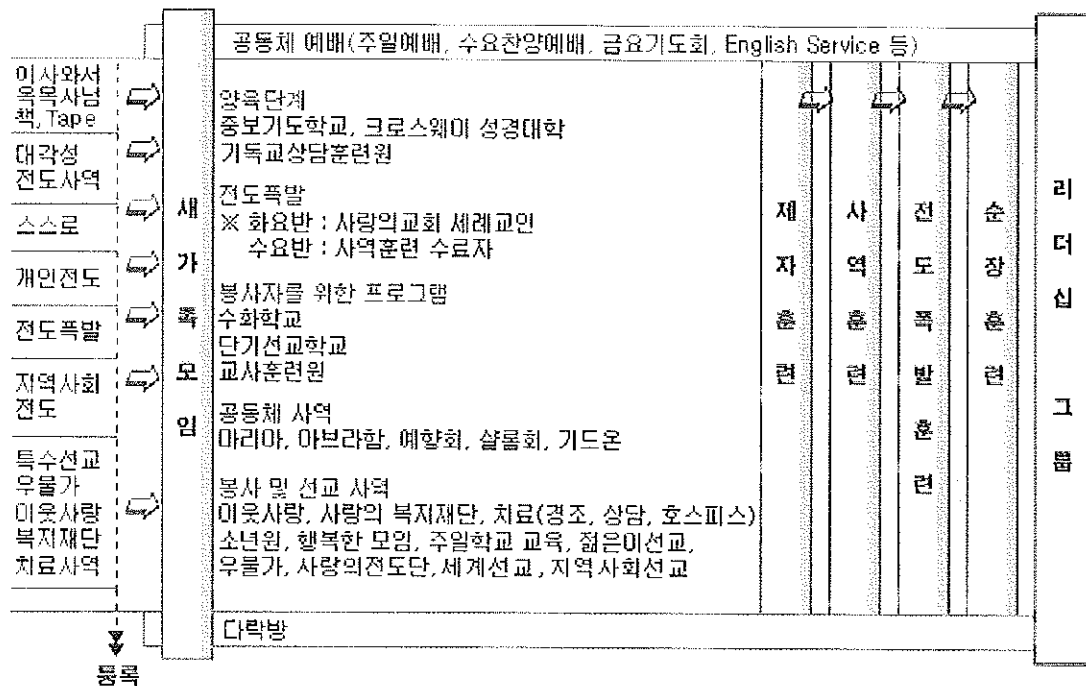 공동체 예배(주일예배, 수요찬양예배, 금요기도회, English Service 등)
이사와서
옥목사님
책, Tape
대각성
전도사역
스스로
개인전도
전도폭발
지역사회
전도
특수선교
우물가
이웃사랑
복지재단
치료사역
등록
새가족모임
양육단계
중보기도학교, 크로스웨이 성경대학
기독교상담훈련원
전도폭발
※ 화요반 : 사랑의교회 세례교인
수요반 : 사역훈련 수료자
봉사자를 위한 프로그램
수화학교
단기선교학교
교사훈련원
공동체 사역
마리아, 아브라함, 예향회, 샬롬회, 기드온
봉사 및 선교 사역
이웃사랑, 사랑의 복지재단, 치료(경조, 상담, 호스피스)
소년원, 행복한 모임, 주일학교 교육, 젊은이선교,
우물가, 사랑의전도단, 세계선교, 지역사회선교
다락방
제자훈련
사역훈련
전도폭발훈련
순장훈련
리더십그룹